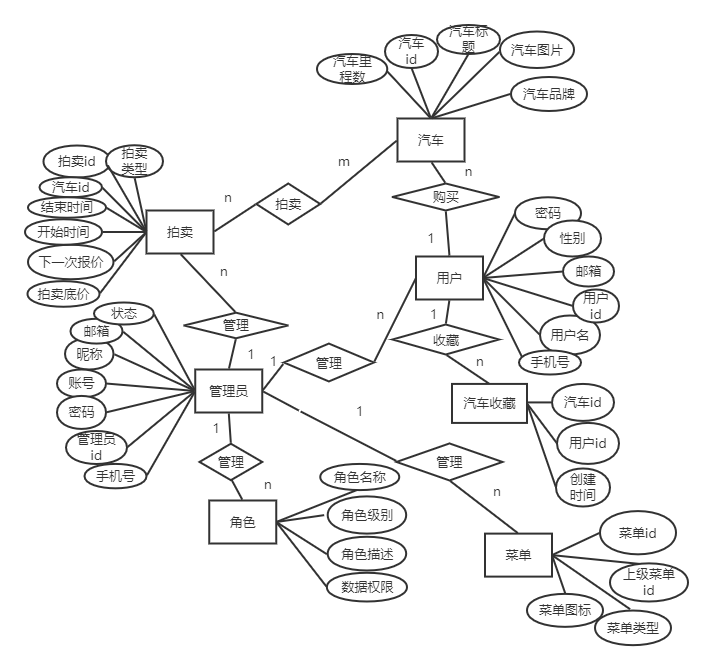 汽车标
题
汽车
id
汽车图片
汽车里
程数
汽车品牌
汽车
拍卖id
拍卖
类型
m
n
汽车id
n
购买
拍卖
结束时间
密码
开始时间
拍卖
1
性别
下一次报价
n
用户
邮箱
拍卖底价
用户
id
状态
n
1
邮箱
管理
用户名
收藏
昵称
1
1
管理
n
手机号
账号
管理员
汽车收藏
汽车id
密码
1
1
用户id
管理员
id
管理
管理
手机号
n
角色名称
n
创建
时间
角色
角色级别
菜单id
角色描述
菜单
上级菜单
id
数据权限
菜单图标
菜单类型